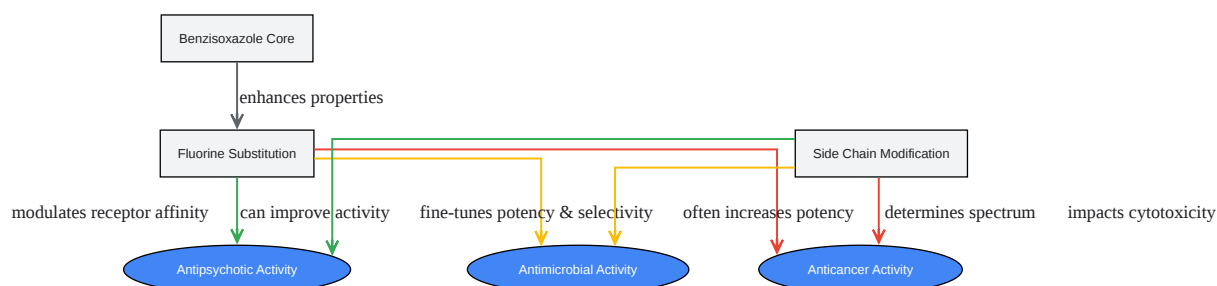 Benzisoxazole Core
enhances properties
Fluorine Substitution
Side Chain Modification
modulates receptor affinity
can improve activity
fine-tunes potency & selectivity
often increases potency
determines spectrum
impacts cytotoxicity
Antipsychotic Activity
Antimicrobial Activity
Anticancer Activity